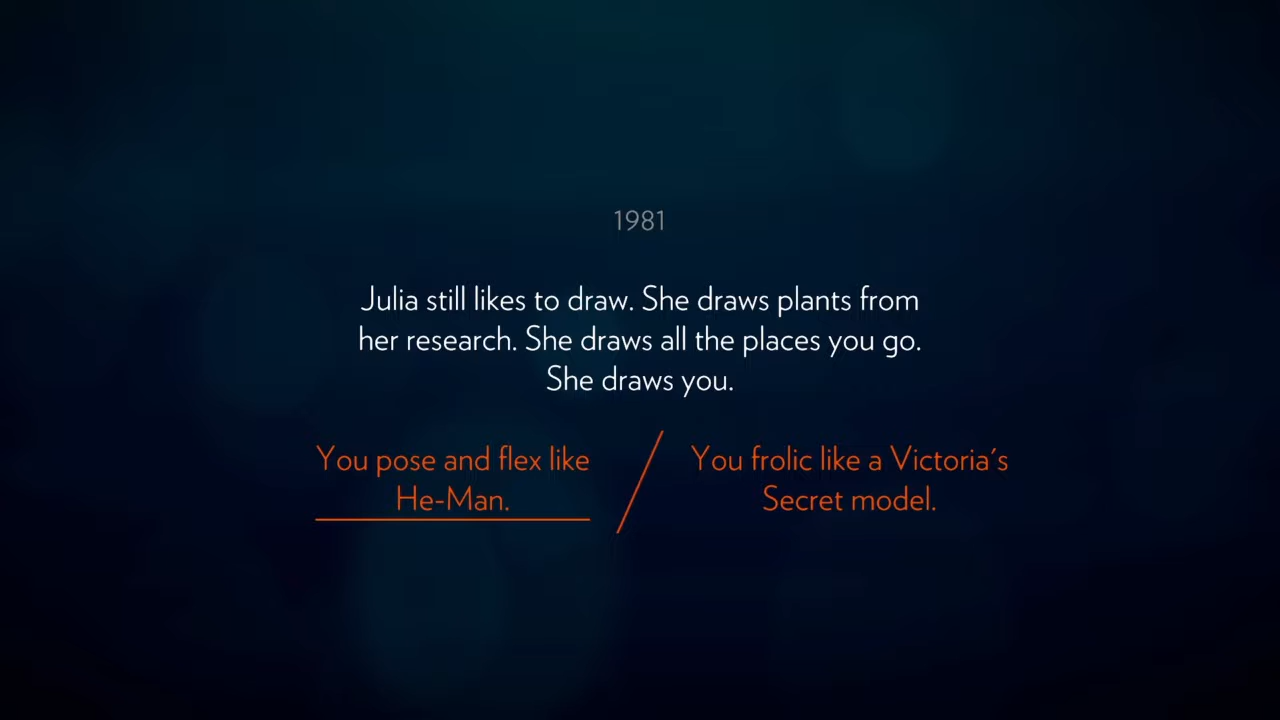 1981
Julia still likes to draw. She draws plants from
her research. She draws all the places you go.
She draws you.
You pose and flex like
He-Man.
You frolic like a Victoria's
Secret model.